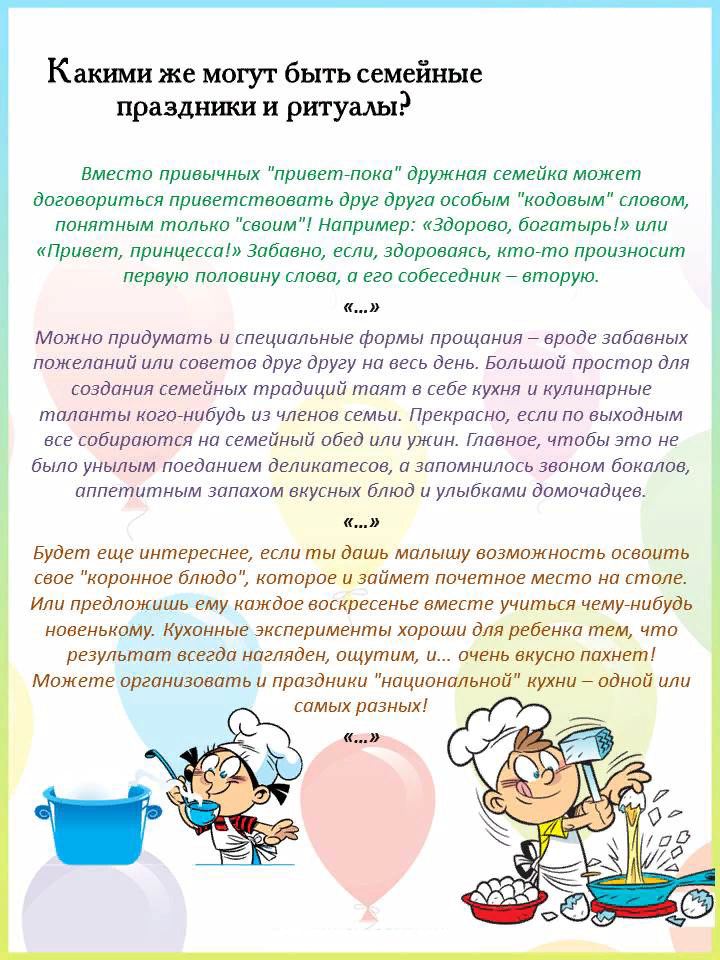 Какими же могут быть семейные
праздники и ритуалы?
Вместо привычных "привет-пока" дружная семейка может
договориться приветствовать друг друга особым "кодовым" словом,
понятным только "своим"! Например: «Здорово, богатырь!» или
«Привет, принцесса!» Забавно, если, здороваясь, кто-то произносит
первую половину слова, а его собеседник – вторую.
«…»
Можно придумать и специальные формы прощания – вроде забавных
пожеланий или советов друг другу на весь день. Большой простор для
создания семейных традиций таят в себе кухня и кулинарные
таланты кого-нибудь из членов семьи. Прекрасно, если по выходным
все собираются на семейный обед или ужин. Главное, чтобы это не
было унылым поеданием деликатесов, а запомнилось звоном бокалов,
аппетитным запахом вкусных блюд и улыбками домочадцев.
«…»
Будет еще интереснее, если ты дашь малышу возможность освоить
свое "коронное блюдо", которое и займет почетное место на столе.
Или предложишь ему каждое воскресенье вместе учиться чему-нибудь
новенькому. Кухонные эксперименты хороши для ребенка тем, что
результат всегда нагляден, ощутим, и... очень вкусно пахнет!
Можете организовать и праздники "национальной" кухни – одной или
самых разных!
«…»